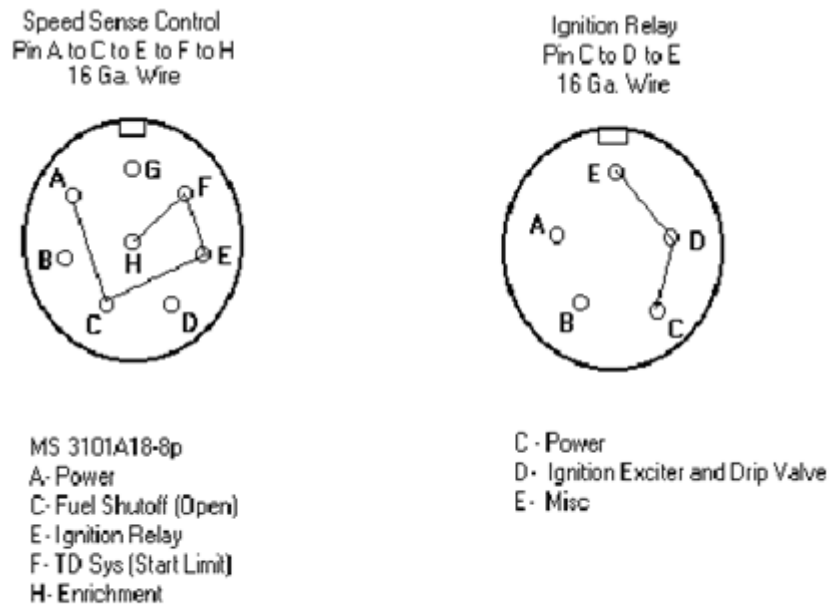 Speed Sense Control
Pin A to C to E to F to H
16 Ga. Wire
G
A
F
B
H
E
C
D
MS 3101A18-8p
A- Power
C- Fuel Shutoff (Open)
E - Ignition Relay
F- TD Sys (Start Limit)
H- Enrichment
Ignition Relay
Pin C to D to E
16 Ga. Wire
E
A
D
B
C
C - Power
D- Ignition Exciter and Drip Valve
E - Misc